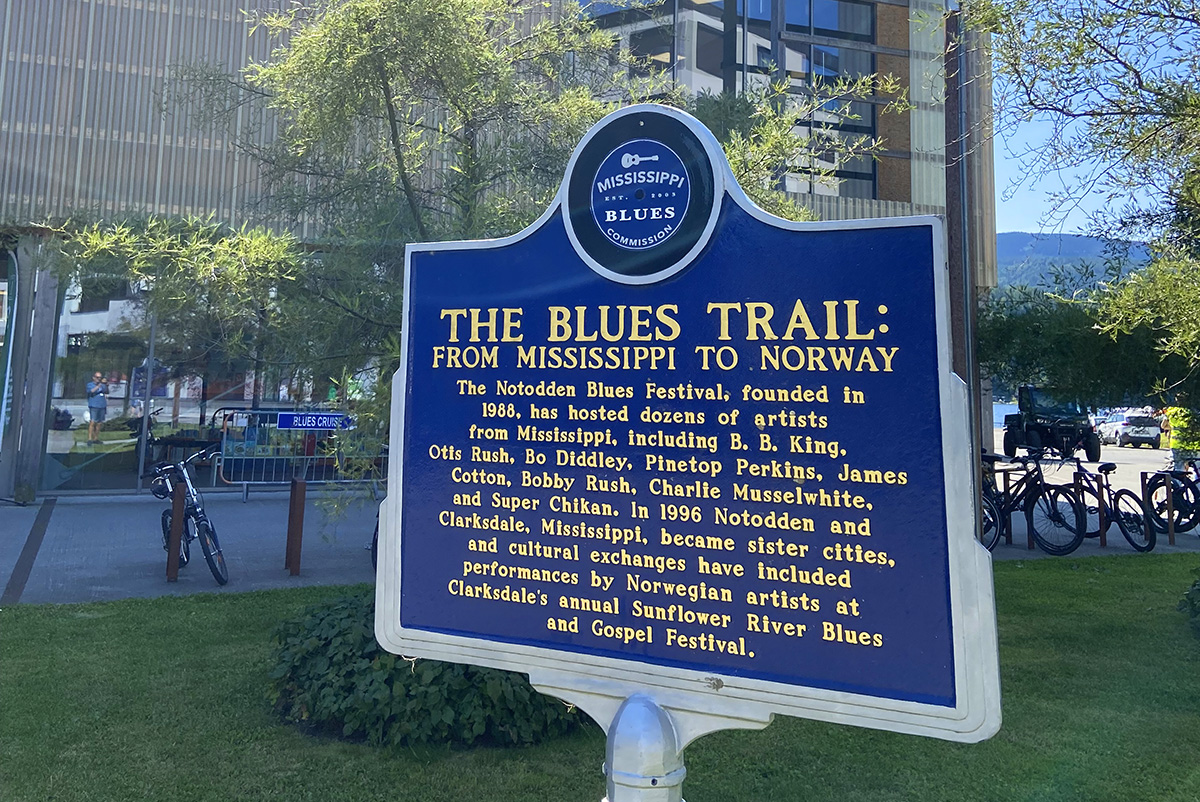 MISSISSIPPI
EST. 2003
BLUES
COMMISSION
THE BLUES TRAIL:
FROM MISSISSIPPI TO NORWAY
The Notodden Blues Festival, founded in
1988, has hosted dozens of artists
from Mississippi, including B. B. King,
Otis Rush, Bo Diddley, Pinetop Perkins, James
Cotton, Bobby Rush, Charlie Musselwhite,
and Super Chikan. In 1996 Notodden and
Clarksdale, Mississippi, became sister cities,
and cultural exchanges have included
performances by Norwegian artists at
Clarksdale's annual Sunflower River Blues
and Gospel Festival.
BLUES CRUISE